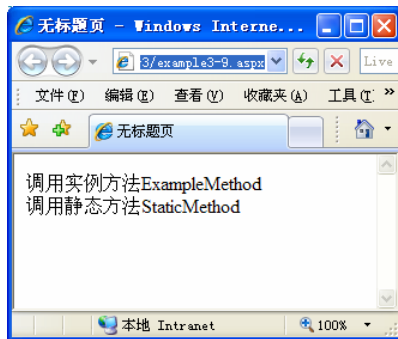 无标题页 - Windows Interne...
3/example3-9.aspx
Live
文件(F) 编辑(E) 查看(V) 收藏夹(A) 工具(T) »
无标题页
调用实例方法ExampleMethod
调用静态方法StaticMethod
本地 Intranet 100%